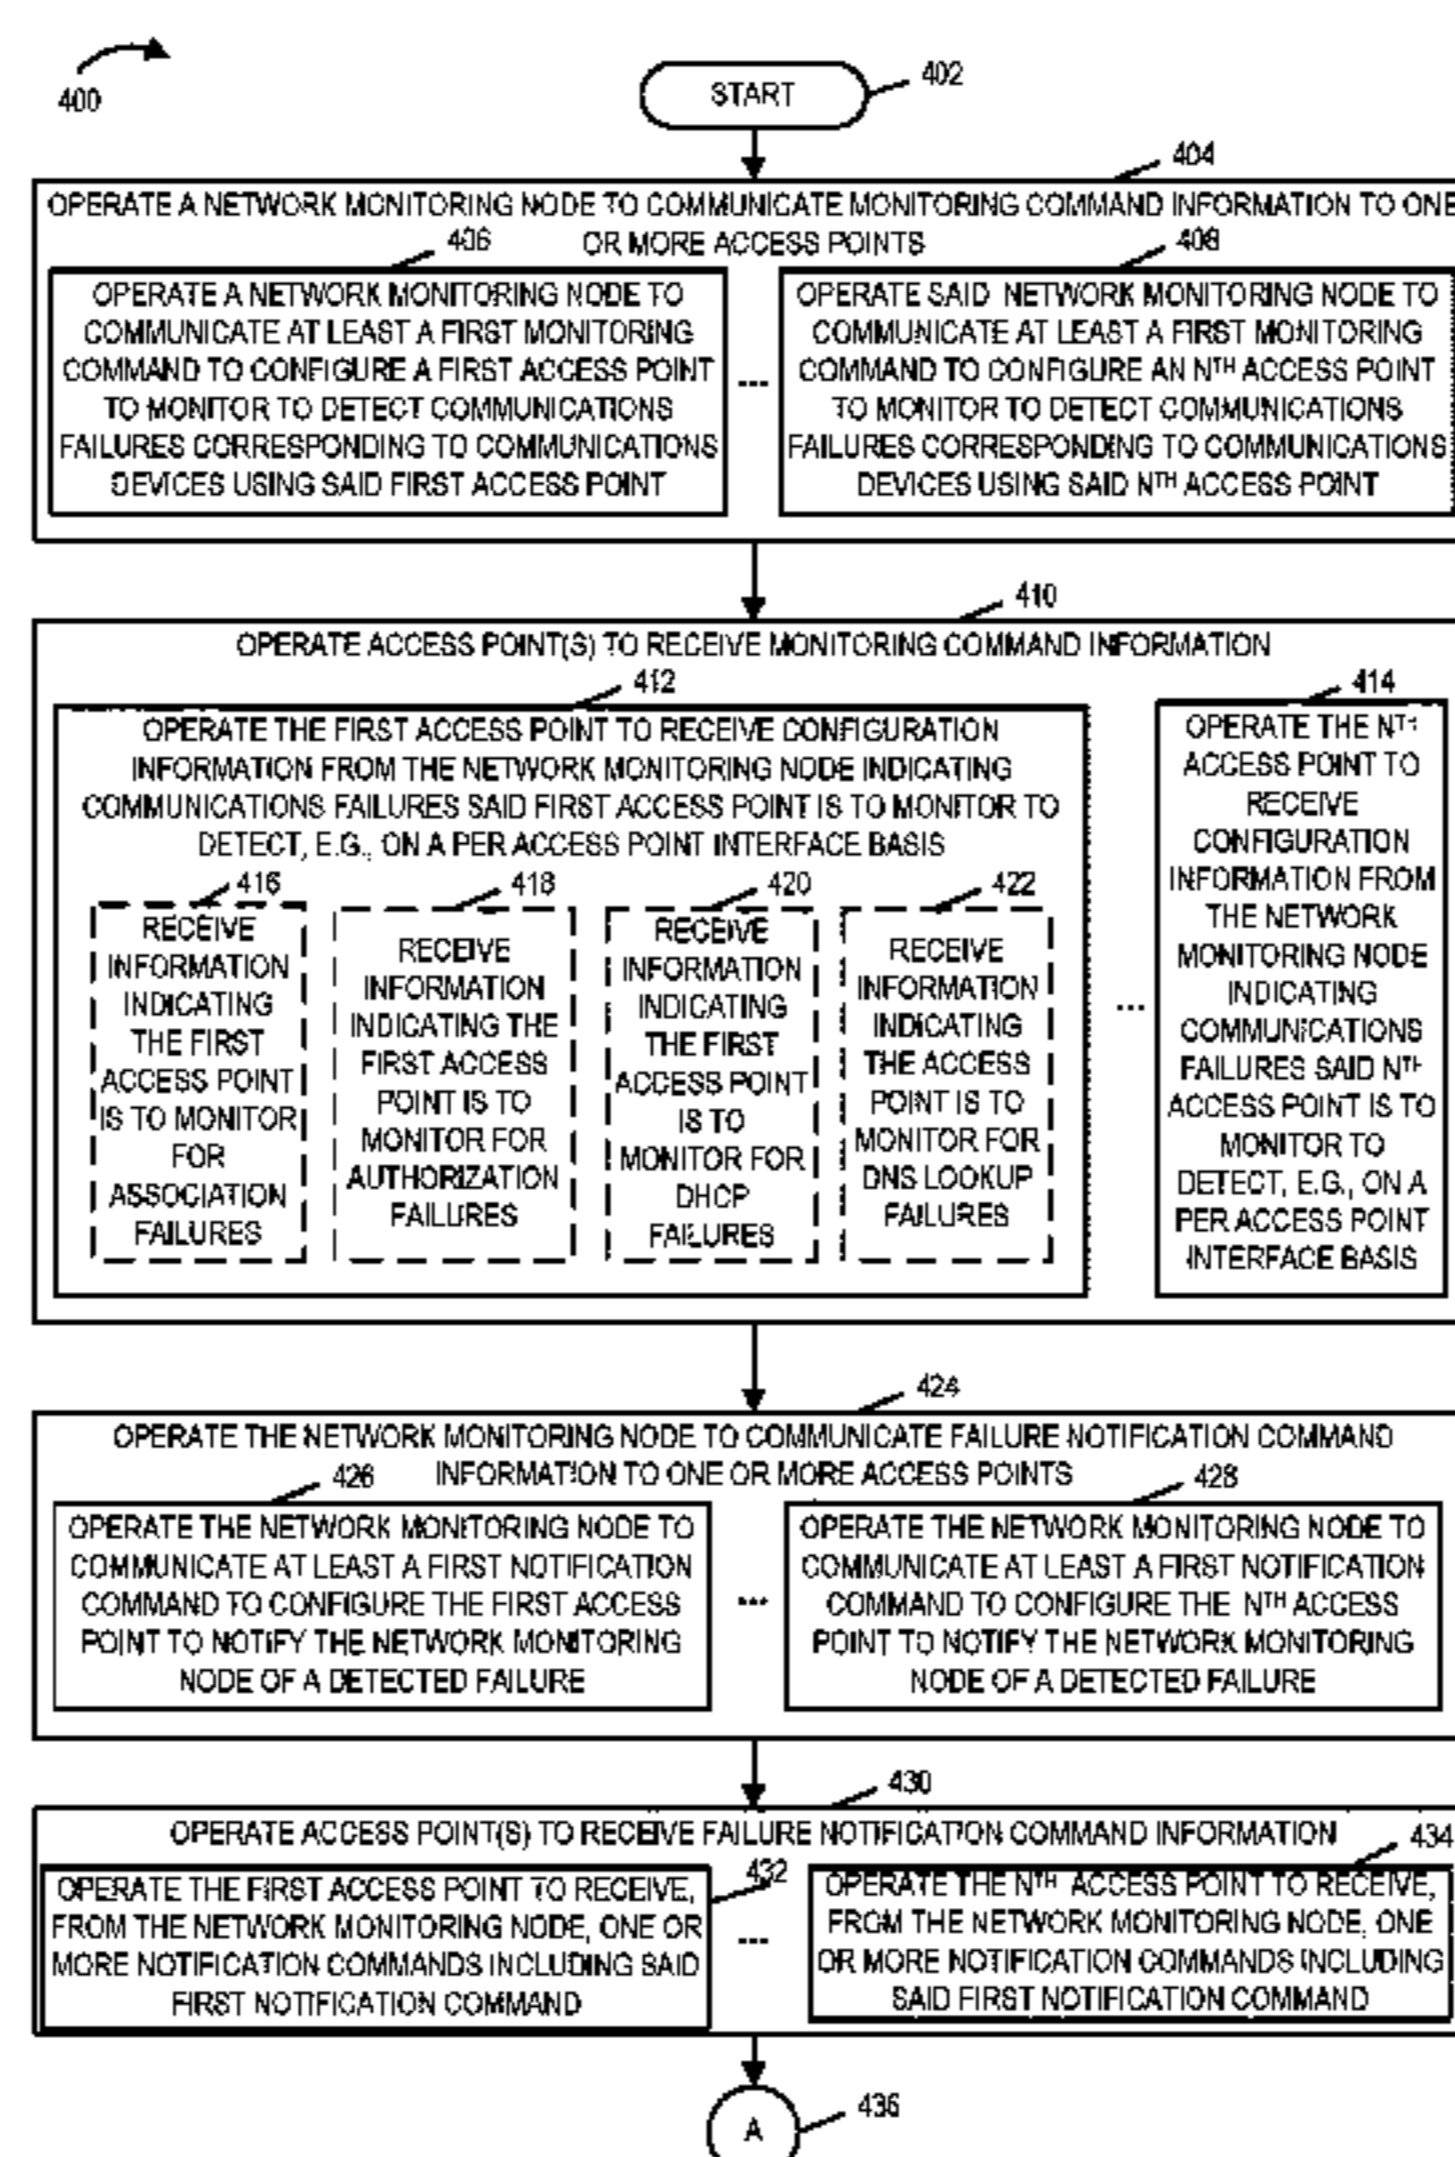 400
START
402
404
OPERATE A NETWORK MONITORING NODE TO COMMUNICATE MONITORING COMMAND INFORMATION TO ONE
OR MORE ACCESS POINTS
406
OPERATE A NETWORK MONITORING NODE TO
COMMUNICATE AT LEAST A FIRST MONITORING
COMMAND TO CONFIGURE A FIRST ACCESS POINT
TO MONITOR TO DETECT COMMUNICATIONS
FAILURES CORRESPONDING TO COMMUNICATIONS
DEVICES USING SAID FIRST ACCESS POINT
...
408
OPERATE SAID NETWORK MONITORING NODE TO
COMMUNICATE AT LEAST A FIRST MONITORING
COMMAND TO CONFIGURE AN NTH ACCESS POINT
TO MONITOR TO DETECT COMMUNICATIONS
FAILURES CORRESPONDING TO COMMUNICATIONS
DEVICES USING SAID NTH ACCESS POINT
410
OPERATE ACCESS POINT(S) TO RECEIVE MONITORING COMMAND INFORMATION
412
OPERATE THE FIRST ACCESS POINT TO RECEIVE CONFIGURATION
INFORMATION FROM THE NETWORK MONITORING NODE INDICATING
COMMUNICATIONS FAILURES SAID FIRST ACCESS POINT IS TO MONITOR TO
DETECT, E.G., ON A PER ACCESS POINT INTERFACE BASIS
416
RECEIVE
INFORMATION
INDICATING
THE FIRST
ACCESS POINT
IS TO MONITOR
FOR
ASSOCIATION
FAILURES
418
RECEIVE
INFORMATION
INDICATING THE
FIRST ACCESS
POINT IS TO
MONITOR FOR
AUTHORIZATION
FAILURES
420
RECEIVE
INFORMATION
INDICATING
THE FIRST
ACCESS POINT
IS TO
MONITOR FOR
DHCP
FAILURES
422
RECEIVE
INFORMATION
INDICATING
THE ACCESS
POINT IS TO
MONITOR FOR
DNS LOOKUP
FAILURES
...
414
OPERATE THE NTH
ACCESS POINT TO
RECEIVE
CONFIGURATION
INFORMATION FROM
THE NETWORK
MONITORING NODE
INDICATING
COMMUNICATIONS
FAILURES SAID NTH
ACCESS POINT IS TO
MONITOR TO
DETECT, E.G., ON A
PER ACCESS POINT
INTERFACE BASIS
424
OPERATE THE NETWORK MONITORING NODE TO COMMUNICATE FAILURE NOTIFICATION COMMAND
INFORMATION TO ONE OR MORE ACCESS POINTS
426
OPERATE THE NETWORK MONITORING NODE TO
COMMUNICATE AT LEAST A FIRST NOTIFICATION
COMMAND TO CONFIGURE THE FIRST ACCESS
POINT TO NOTIFY THE NETWORK MONITORING
NODE OF A DETECTED FAILURE
...
428
OPERATE THE NETWORK MONITORING NODE TO
COMMUNICATE AT LEAST A FIRST NOTIFICATION
COMMAND TO CONFIGURE THE NTH ACCESS
POINT TO NOTIFY THE NETWORK MONITORING
NODE OF A DETECTED FAILURE
430
OPERATE ACCESS POINT(S) TO RECEIVE FAILURE NOTIFICATION COMMAND INFORMATION
432
OPERATE THE FIRST ACCESS POINT TO RECEIVE,
FROM THE NETWORK MONITORING NODE, ONE OR
MORE NOTIFICATION COMMANDS INCLUDING SAID
FIRST NOTIFICATION COMMAND
...
434
OPERATE THE NTH ACCESS POINT TO RECEIVE,
FROM THE NETWORK MONITORING NODE, ONE
OR MORE NOTIFICATION COMMANDS INCLUDING
SAID FIRST NOTIFICATION COMMAND
A
436